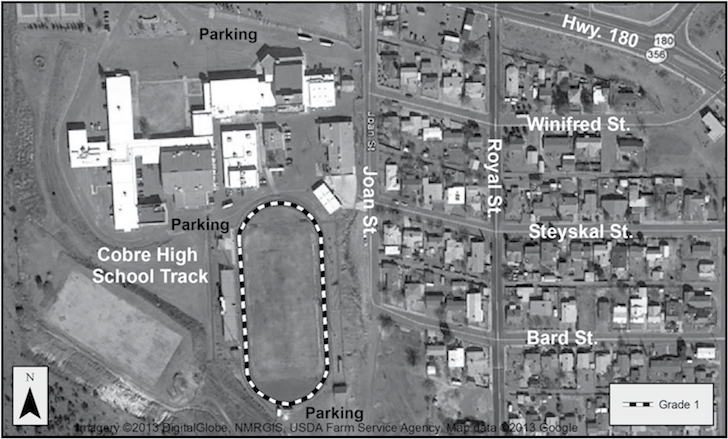 Parking
Hwy. 180
180
356
Joan St
Winifred St.
Royal St.
Joan St.
Parking
Steyskal St.
Cobre High
School Track
Bard St.
N
Grade 1
Parking
Imagery ©2013 DigitalGlobe, NMRGIS, USDA Farm Service Agency, Map data ©2013 Google